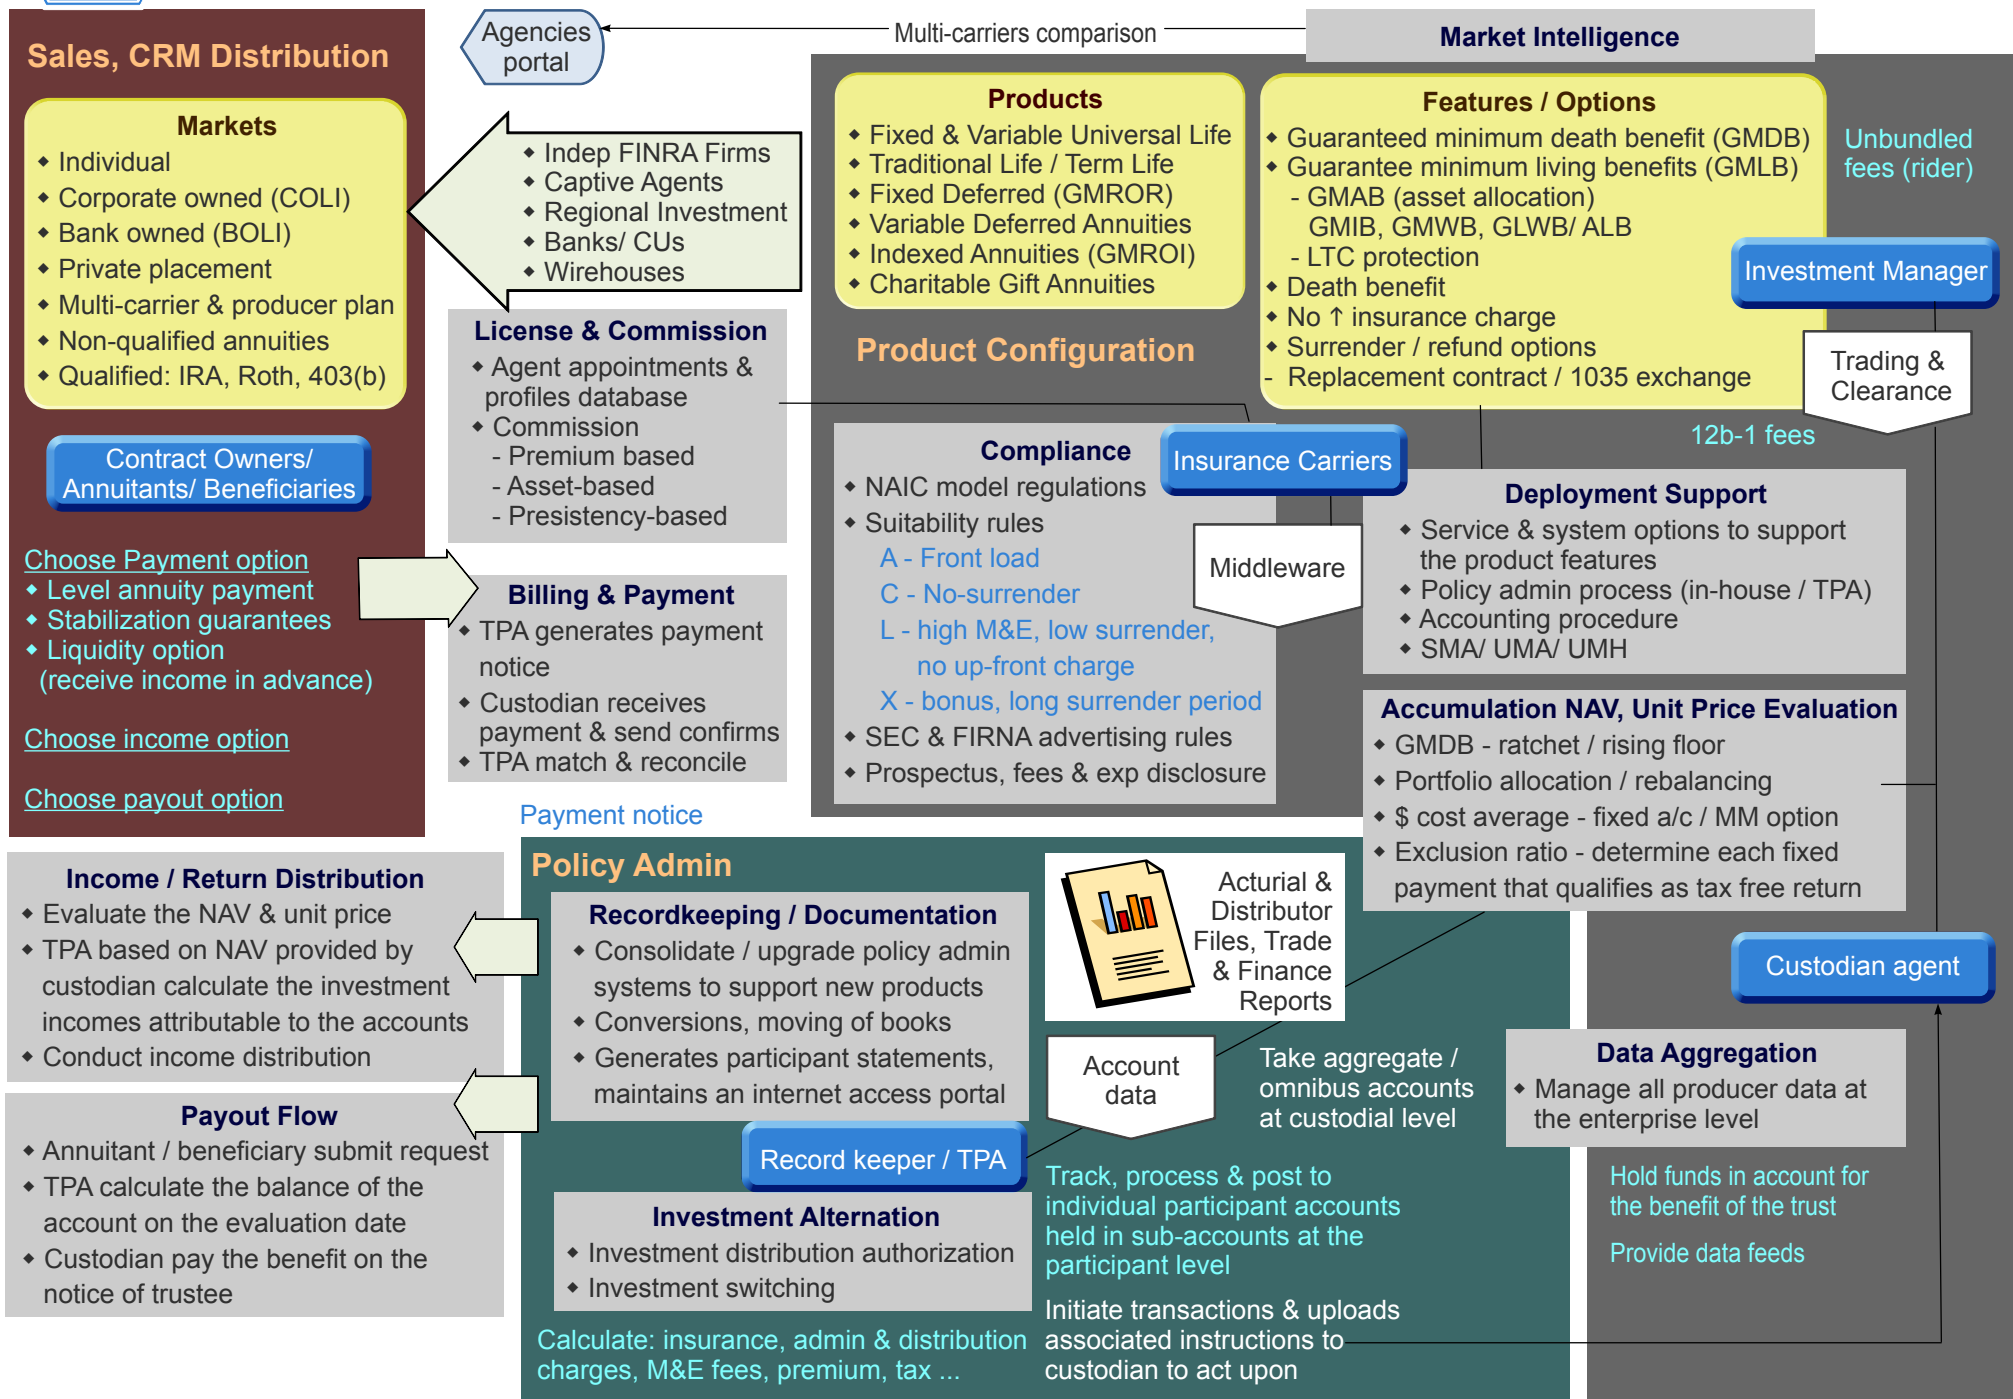 Sales, CRM Distribution
Markets
◆ Individual
◆ Corporate owned (COLI)
◆ Bank owned (BOLI)
◆ Private placement
◆ Multi-carrier & producer plan
◆ Non-qualified annuities
◆ Qualified: IRA, Roth, 403(b)
Contract Owners/
Annuitants/ Beneficiaries
Choose Payment option
◆ Level annuity payment
◆ Stabilization guarantees
◆ Liquidity option
(receive income in advance)
Choose income option
Choose payout option
Agencies
portal
Multi-carriers comparison
Market Intelligence
◆ Indep FINRA Firms
◆ Captive Agents
◆ Regional Investment
◆ Banks/ CUs
◆ Wirehouses
License & Commission
◆ Agent appointments &
profiles database
◆ Commission
- Premium based
- Asset-based
- Presistency-based
Billing & Payment
◆ TPA generates payment
notice
◆ Custodian receives
payment & send confirms
◆ TPA match & reconcile
Payment notice
Products
◆ Fixed & Variable Universal Life
◆ Traditional Life / Term Life
◆ Fixed Deferred (GMROR)
◆ Variable Deferred Annuities
◆ Indexed Annuities (GMROI)
◆ Charitable Gift Annuities
Product Configuration
Features / Options
◆ Guaranteed minimum death benefit (GMDB)
◆ Guarantee minimum living benefits (GMLB)
- GMAB (asset allocation)
GMIB, GMWB, GLWB/ ALB
- LTC protection
◆ Death benefit
◆ No ↑ insurance charge
◆ Surrender / refund options
- Replacement contract / 1035 exchange
Unbundled
fees (rider)
Investment Manager
Trading &
Clearance
12b-1 fees
Compliance
◆ NAIC model regulations
◆ Suitability rules
A - Front load
C - No-surrender
L - high M&E, low surrender,
no up-front charge
X - bonus, long surrender period
◆ SEC & FIRNA advertising rules
◆ Prospectus, fees & exp disclosure
Insurance Carriers
Middleware
Deployment Support
◆ Service & system options to support
the product features
◆ Policy admin process (in-house / TPA)
◆ Accounting procedure
◆ SMA/ UMA/ UMH
Accumulation NAV, Unit Price Evaluation
◆ GMDB - ratchet / rising floor
◆ Portfolio allocation / rebalancing
◆ $ cost average - fixed a/c / MM option
◆ Exclusion ratio - determine each fixed
payment that qualifies as tax free return
Income / Return Distribution
◆ Evaluate the NAV & unit price
◆ TPA based on NAV provided by
custodian calculate the investment
incomes attributable to the accounts
◆ Conduct income distribution
Payout Flow
◆ Annuitant / beneficiary submit request
◆ TPA calculate the balance of the
account on the evaluation date
◆ Custodian pay the benefit on the
notice of trustee
Policy Admin
Recordkeeping / Documentation
◆ Consolidate / upgrade policy admin
systems to support new products
◆ Conversions, moving of books
◆ Generates participant statements,
maintains an internet access portal
Record keeper / TPA
Investment Alternation
◆ Investment distribution authorization
◆ Investment switching
Calculate: insurance, admin & distribution
charges, M&E fees, premium, tax ...
Acturial &
Distributor
Files, Trade
& Finance
Reports
Account
data
Take aggregate /
omnibus accounts
at custodial level
Track, process & post to
individual participant accounts
held in sub-accounts at the
participant level
Initiate transactions & uploads
associated instructions to
custodian to act upon
Custodian agent
Data Aggregation
◆ Manage all producer data at
the enterprise level
Hold funds in account for
the benefit of the trust
Provide data feeds